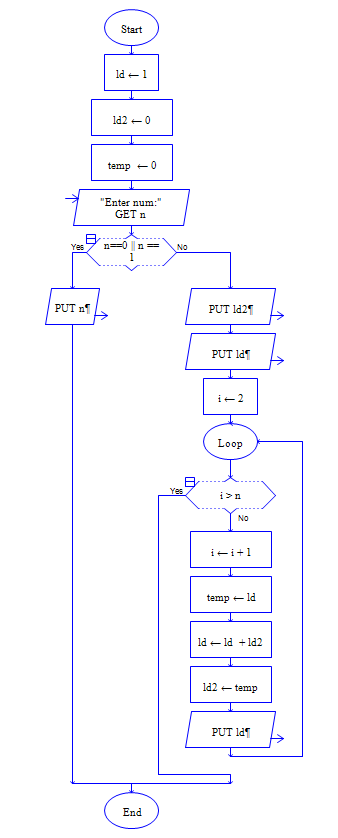 Start
ld ← 1
ld2 ← 0
temp ← 0
"Enter num:"
GET n
Yes
n==0 || n ==
1
No
PUT n¶
PUT ld2¶
PUT ld¶
i ← 2
Loop
Yes
i > n
No
i ← i + 1
temp ← ld
ld ← ld + ld2
ld2 ← temp
PUT ld¶
End